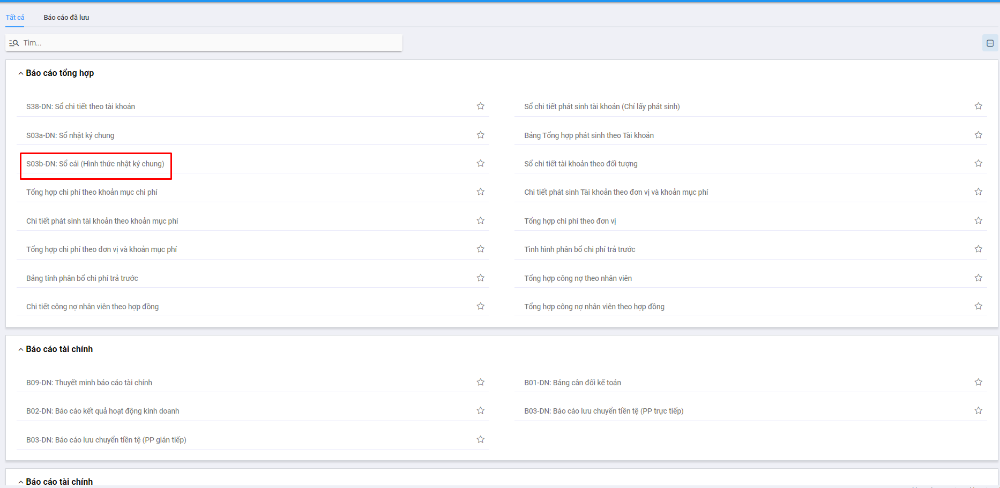 Tất cả
Báo cáo đã lưu
Tìm...
Báo cáo tổng hợp
S38-DN: Sổ chi tiết theo tài khoản
Sổ chi tiết phát sinh tài khoản (Chỉ lấy phát sinh)
S03a-DN: Sổ nhật ký chung
Bảng Tổng hợp phát sinh theo Tài khoản
S03b-DN: Sổ cái (Hình thức nhật ký chung)
Sổ chi tiết tài khoản theo đối tượng
Tổng hợp chi phí theo khoản mục chi phí
Chi tiết phát sinh Tài khoản theo đơn vị và khoản mục phí
Chi tiết phát sinh tài khoản theo khoản mục phí
Tổng hợp chi phí theo đơn vị
Tổng hợp chi phí theo đơn vị và khoản mục phí
Tình hình phân bổ chi phí trả trước
Bảng tính phân bổ chi phí trả trước
Tổng hợp công nợ theo nhân viên
Chi tiết công nợ nhân viên theo hợp đồng
Tổng hợp công nợ nhân viên theo hợp đồng
Báo cáo tài chính
B09-DN: Thuyết minh báo cáo tài chính
B01-DN: Bảng cân đối kế toán
B02-DN: Báo cáo kết quả hoạt động kinh doanh
B03-DN: Báo cáo lưu chuyển tiền tệ (PP trực tiếp)
B03-DN: Báo cáo lưu chuyển tiền tệ (PP gián tiếp)
Báo cáo tài chính